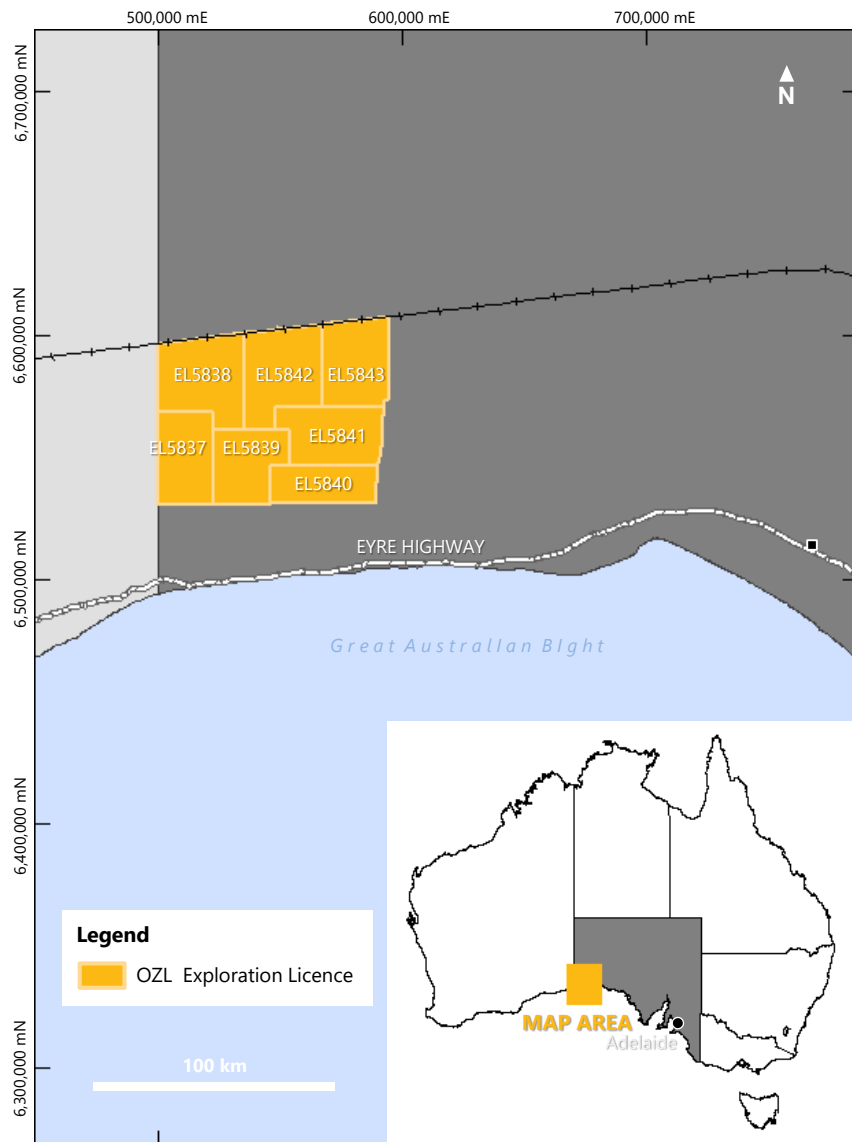 500,000 mE
600,000 mE
700,000 mE
6,700,000 mN
N
6,600,000 mN
EL5838
EL5842
EL5843
EL5837
EL5839
EL5841
EL5840
EYRE HIGHWAY
6,500,000 mN
Great AustralIan BIght
6,400,000 mN
Legend
OZL Exploration Licence
MAP AREA
Adelaide
100 km
6,300,000 mN